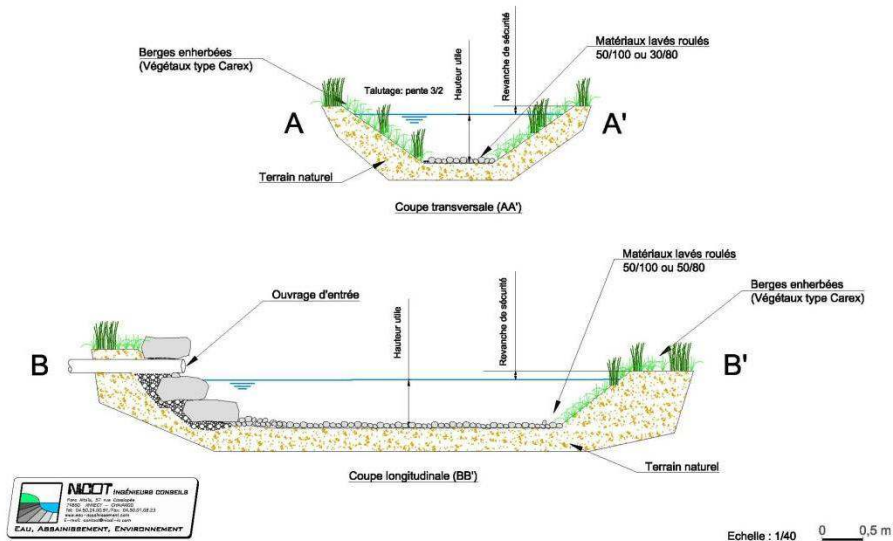 Berges enherbées
(Végétaux type Carex)
Talutage: pente 3/2
Hauteur utile
Revanche de sécurité
Matériaux lavés roulés
50/100 ou 30/80
A
A'
Terrain naturel
Coupe transversale (AA')
Ouvrage d'entrée
Hauteur utile
Revanche de sécurité
Matériaux lavés roulés
50/100 ou 50/80
Berges enherbées
(Végétaux type Carex)
B
B'
Coupe longitudinale (BB')
Terrain naturel
NICOT INGÉNIEURS CONSEILS
EAU, ASSAINISSEMENT, ENVIRONNEMENT
Echelle : 1/40
0 0,5 m